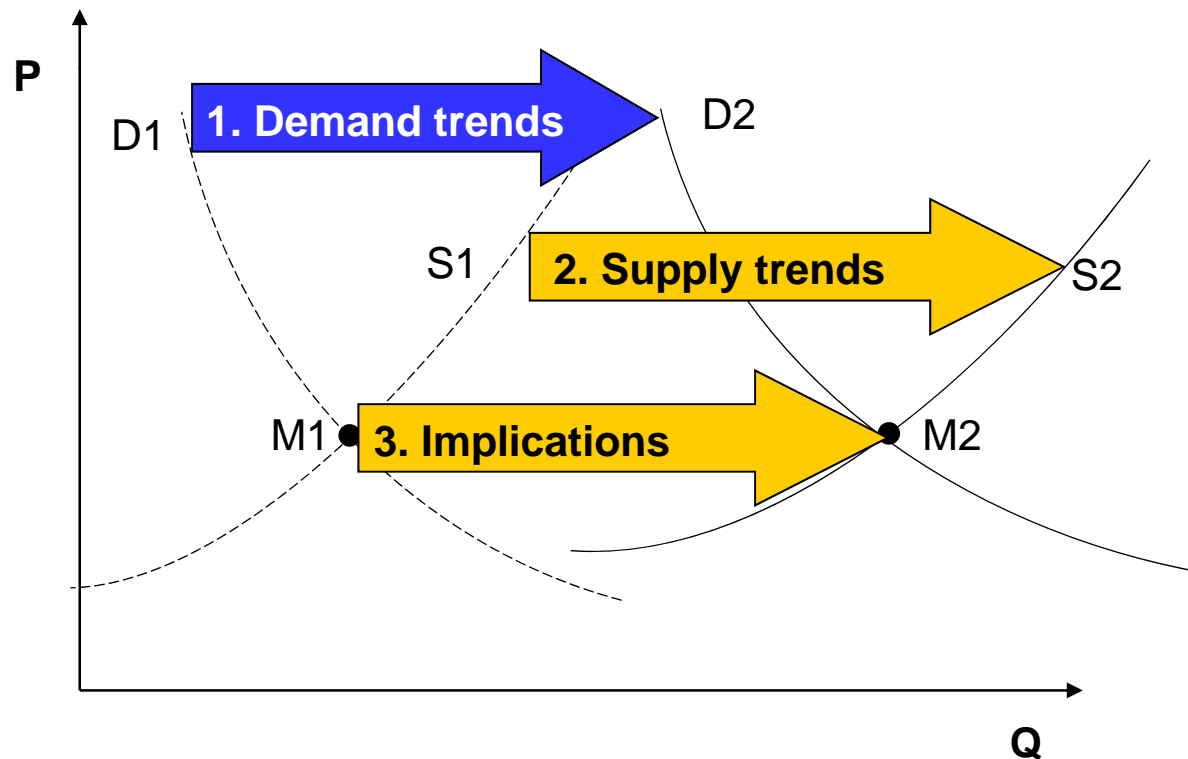 P
D1
1. Demand trends
D2
S1
2. Supply trends
S2
M1
3. Implications
M2
Q